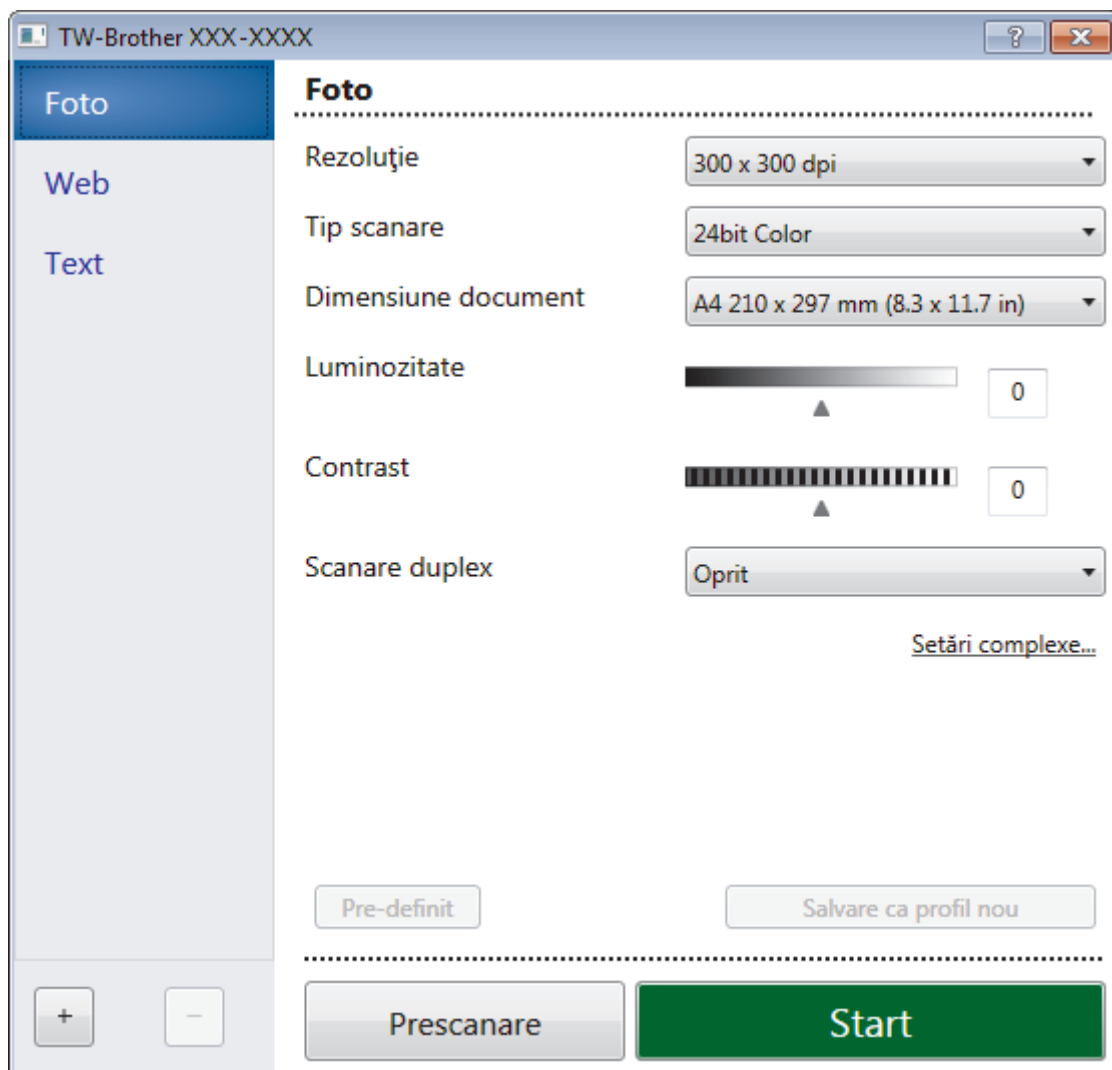 TW-Brother XXX-XXXX
?
Foto
Web
Text
Foto
Rezoluţie
300 x 300 dpi
Tip scanare
24bit Color
Dimensiune document
A4 210 x 297 mm (8.3 x 11.7 in)
Luminozitate
0
Contrast
0
Scanare duplex
Oprit
Setări complexe...
Pre-definit
Salvare ca profil nou
+
−
Prescanare
Start